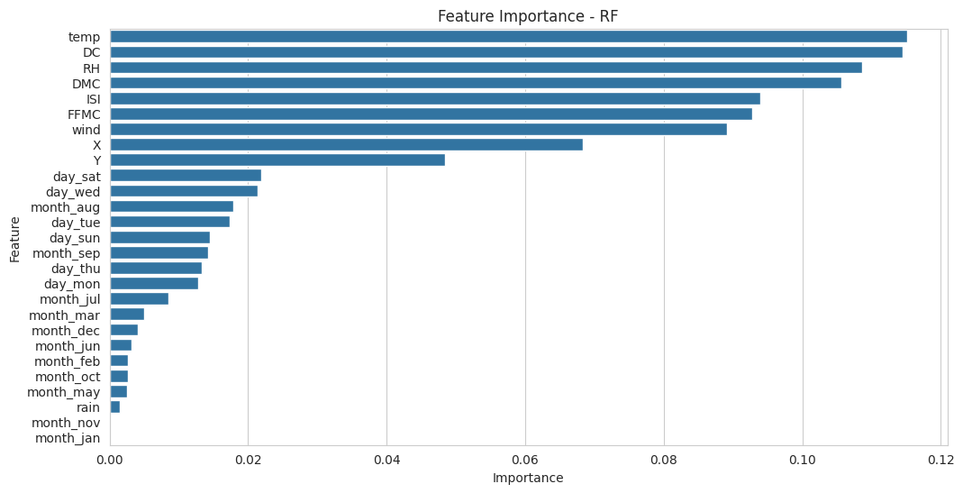 Feature Importance - RF
Feature
temp
DC
RH
DMC
ISI
FFMC
wind
X
Y
day_sat
day_wed
month_aug
day_tue
day_sun
month_sep
day_thu
day_mon
month_jul
month_mar
month_dec
month_jun
month_feb
month_oct
month_may
rain
month_nov
month_jan
0.00 0.02 0.04 0.06 0.08 0.10 0.12
Importance